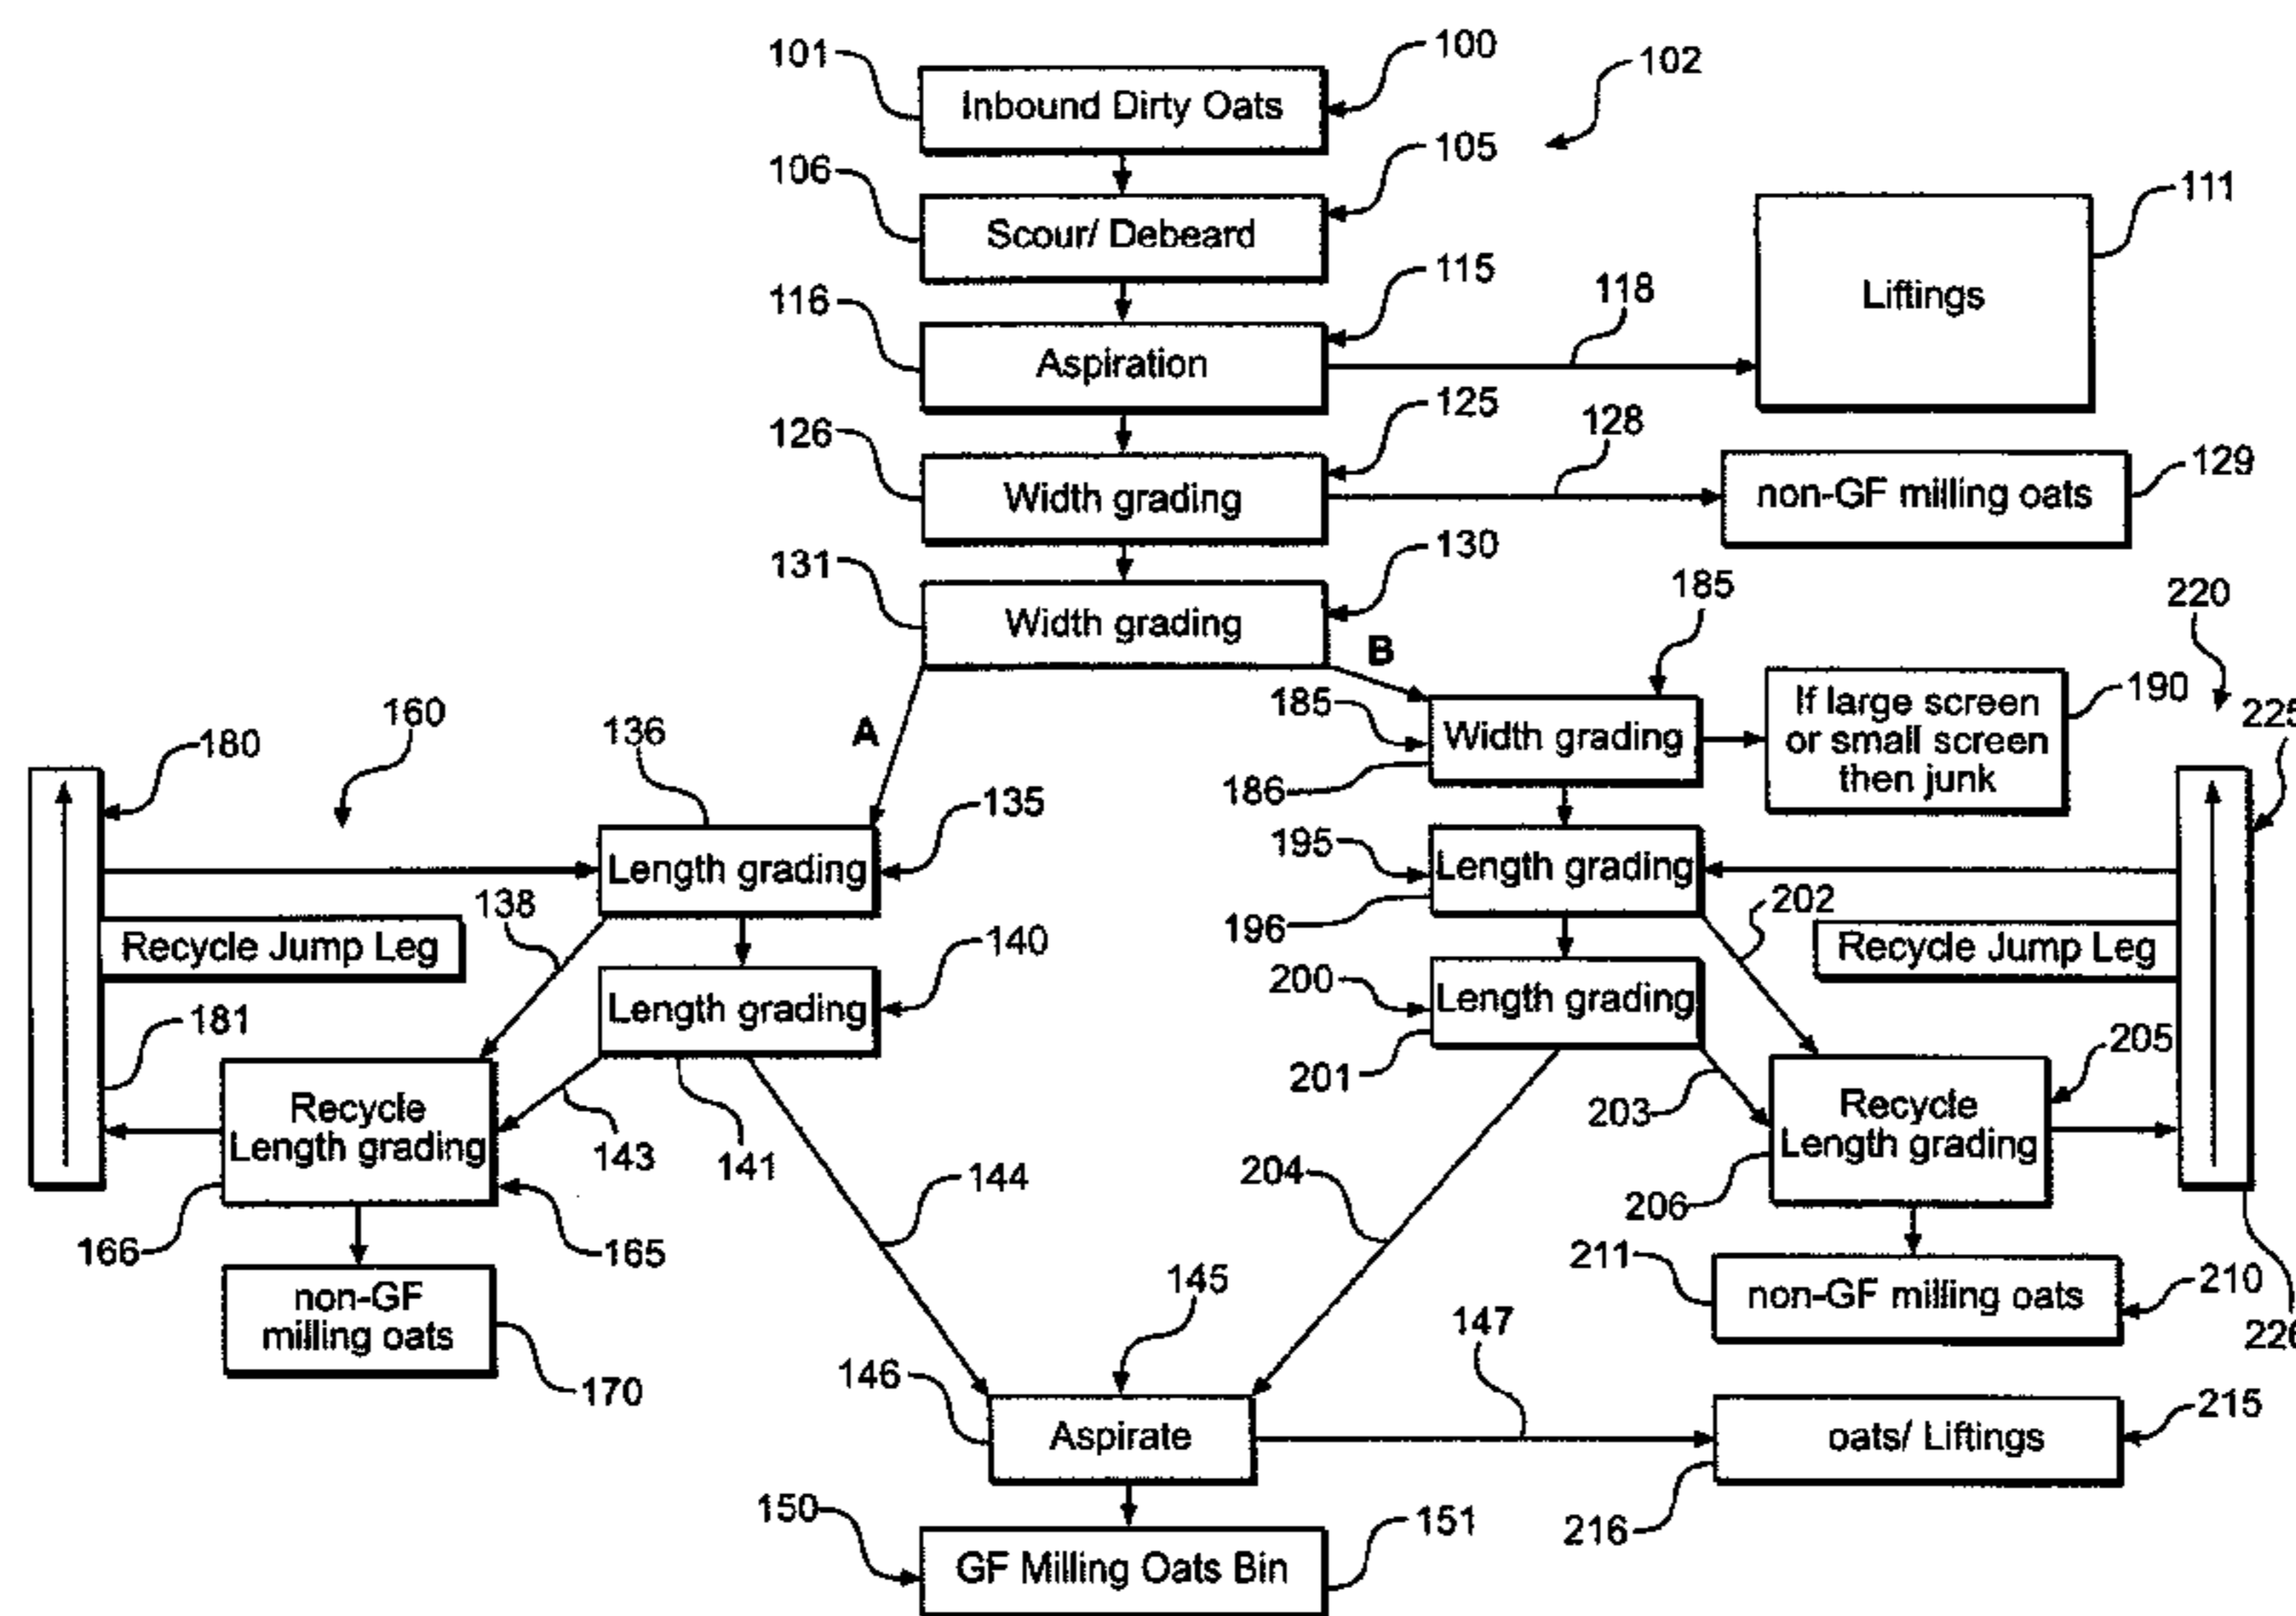 101
100
102
Inbound Dirty Oats
106
105
Scour/ Debeard
111
116
115
118
Liftings
Aspiration
126
125
128
129
Width grading
non-GF milling oats
131
130
Width grading
185
220
B
190
If large screen
or small screen
then junk
185
Width grading
186
225
180
160
136
A
135
Length grading
195
Length grading
196
138
202
Recycle Jump Leg
140
Recycle Jump Leg
Length grading
200
Length grading
201
181
205
Recycle
Length grading
143
141
203
Recycle
Length grading
144
204
206
166
165
145
211
non-GF milling oats
210
226
non-GF
milling oats
170
147
146
Aspirate
oats/ Liftings
215
150
GF Milling Oats Bin
151
216